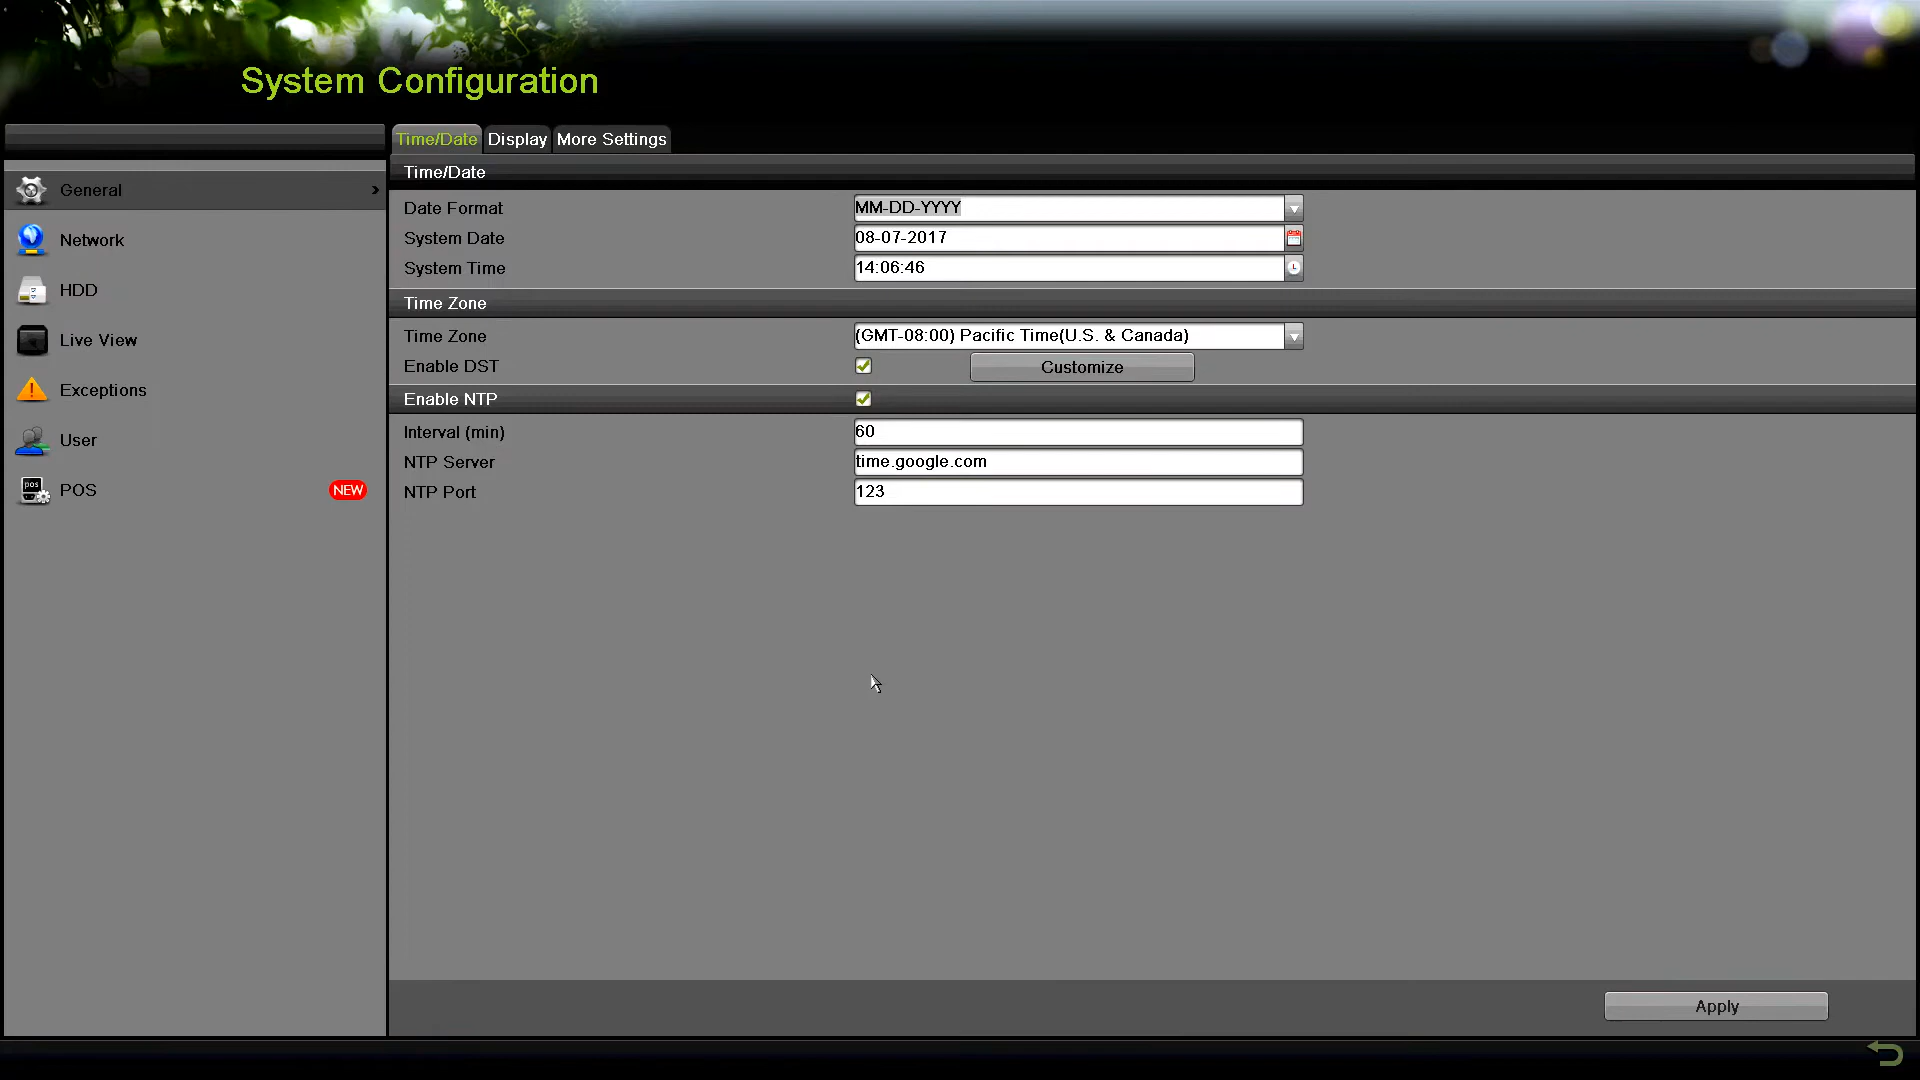 System Configuration
Time/Date Display More Settings
Time/Date
General
Network
HDD
Live View
Exceptions
User
POS NEW
Date Format MM-DD-YYYY
System Date 08-07-2017
System Time 14:06:46
Time Zone
Time Zone (GMT-08:00) Pacific Time(U.S. & Canada)
Enable DST Customize
Enable NTP
Interval (min) 60
NTP Server time.google.com
NTP Port 123
Apply